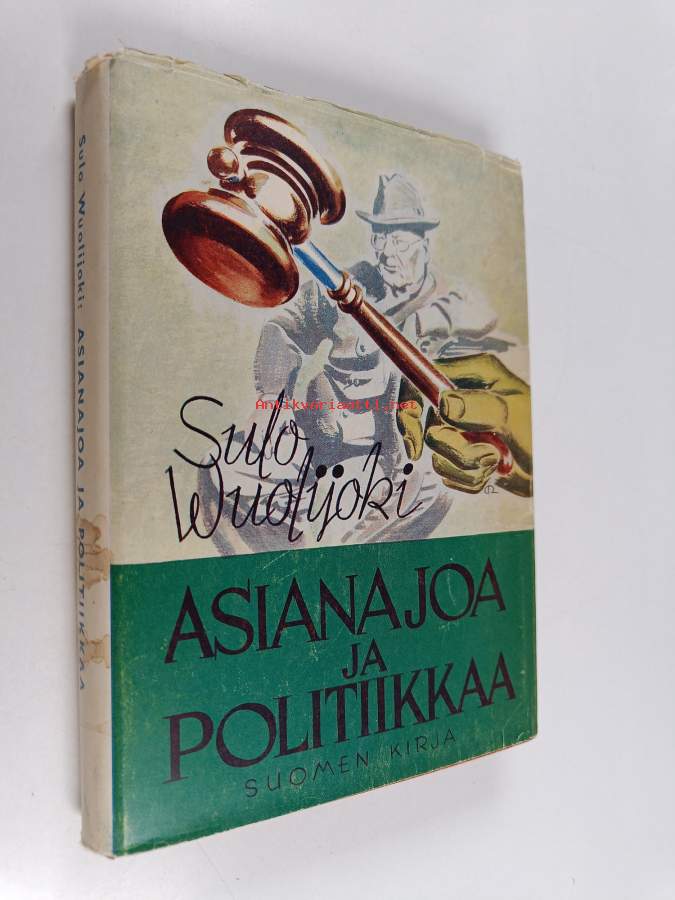 Sulo Wuolijoki: ASIANAJOA JA POLITIIKKAA
Antikvariaatti.net
Sulo
Wuolijoki
ASIANAJOA
JA
POLITIIKKAA
SUOMEN KIRJA